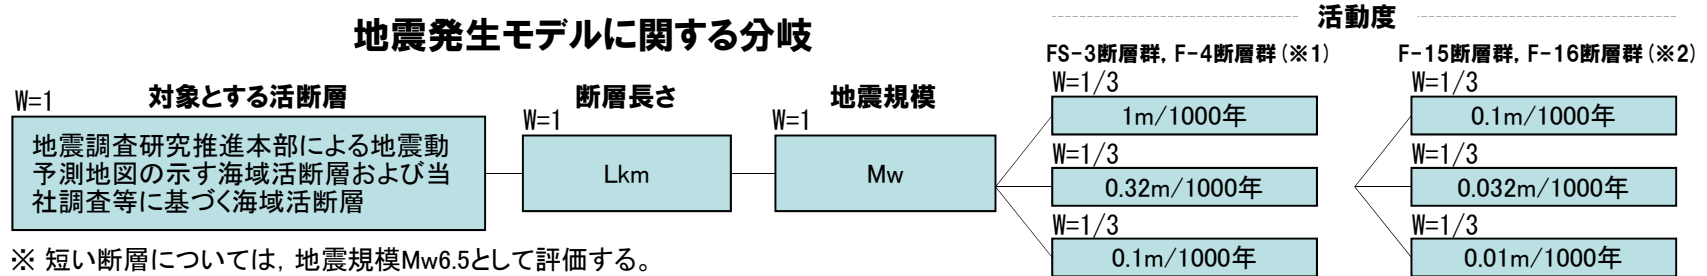 地震発生モデルに関する分岐
活動度
FS-3断層群, F-4断層群(※1)
F-15断層群, F-16断層群(※2)
W=1
対象とする活断層
地震調査研究推進本部による地震動
予測地図の示す海域活断層および当
社調査等に基づく海域活断層
断層長さ
W=1
Lkm
地震規模
W=1
Mw
W=1/3
1m/1000年
W=1/3
0.32m/1000年
W=1/3
0.1m/1000年
W=1/3
0.1m/1000年
W=1/3
0.032m/1000年
W=1/3
0.01m/1000年
※ 短い断層については, 地震規模Mw6.5として評価する。